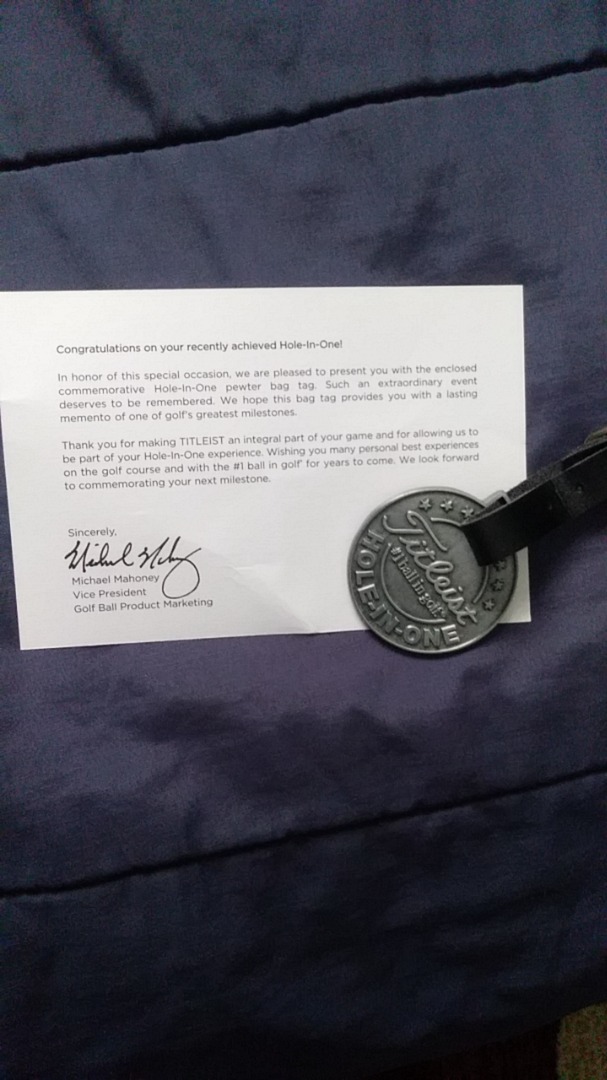 Congratulations on your recently achieved Hole-In-One!
In honor of this special occasion, we are pleased to present you with the enclosed
commemorative Hole-In-One pewter bag tag. Such an extraordinary event
deserves to be remembered. We hope this bag tag provides you with a lasting
memento of one of golf's greatest milestones.
Thank you for making TITLEIST an integral part of your game and for allowing us to
be part of your Hole-In-One experience. Wishing you many personal best experiences
on the golf course and with the #1 ball in golf® for years to come. We look forward
to commemorating your next milestone.
Sincerely,
Michael Mahoney
Vice President
Golf Ball Product Marketing
Titleist
#1 ball in golf®
HOLE-IN-ONE